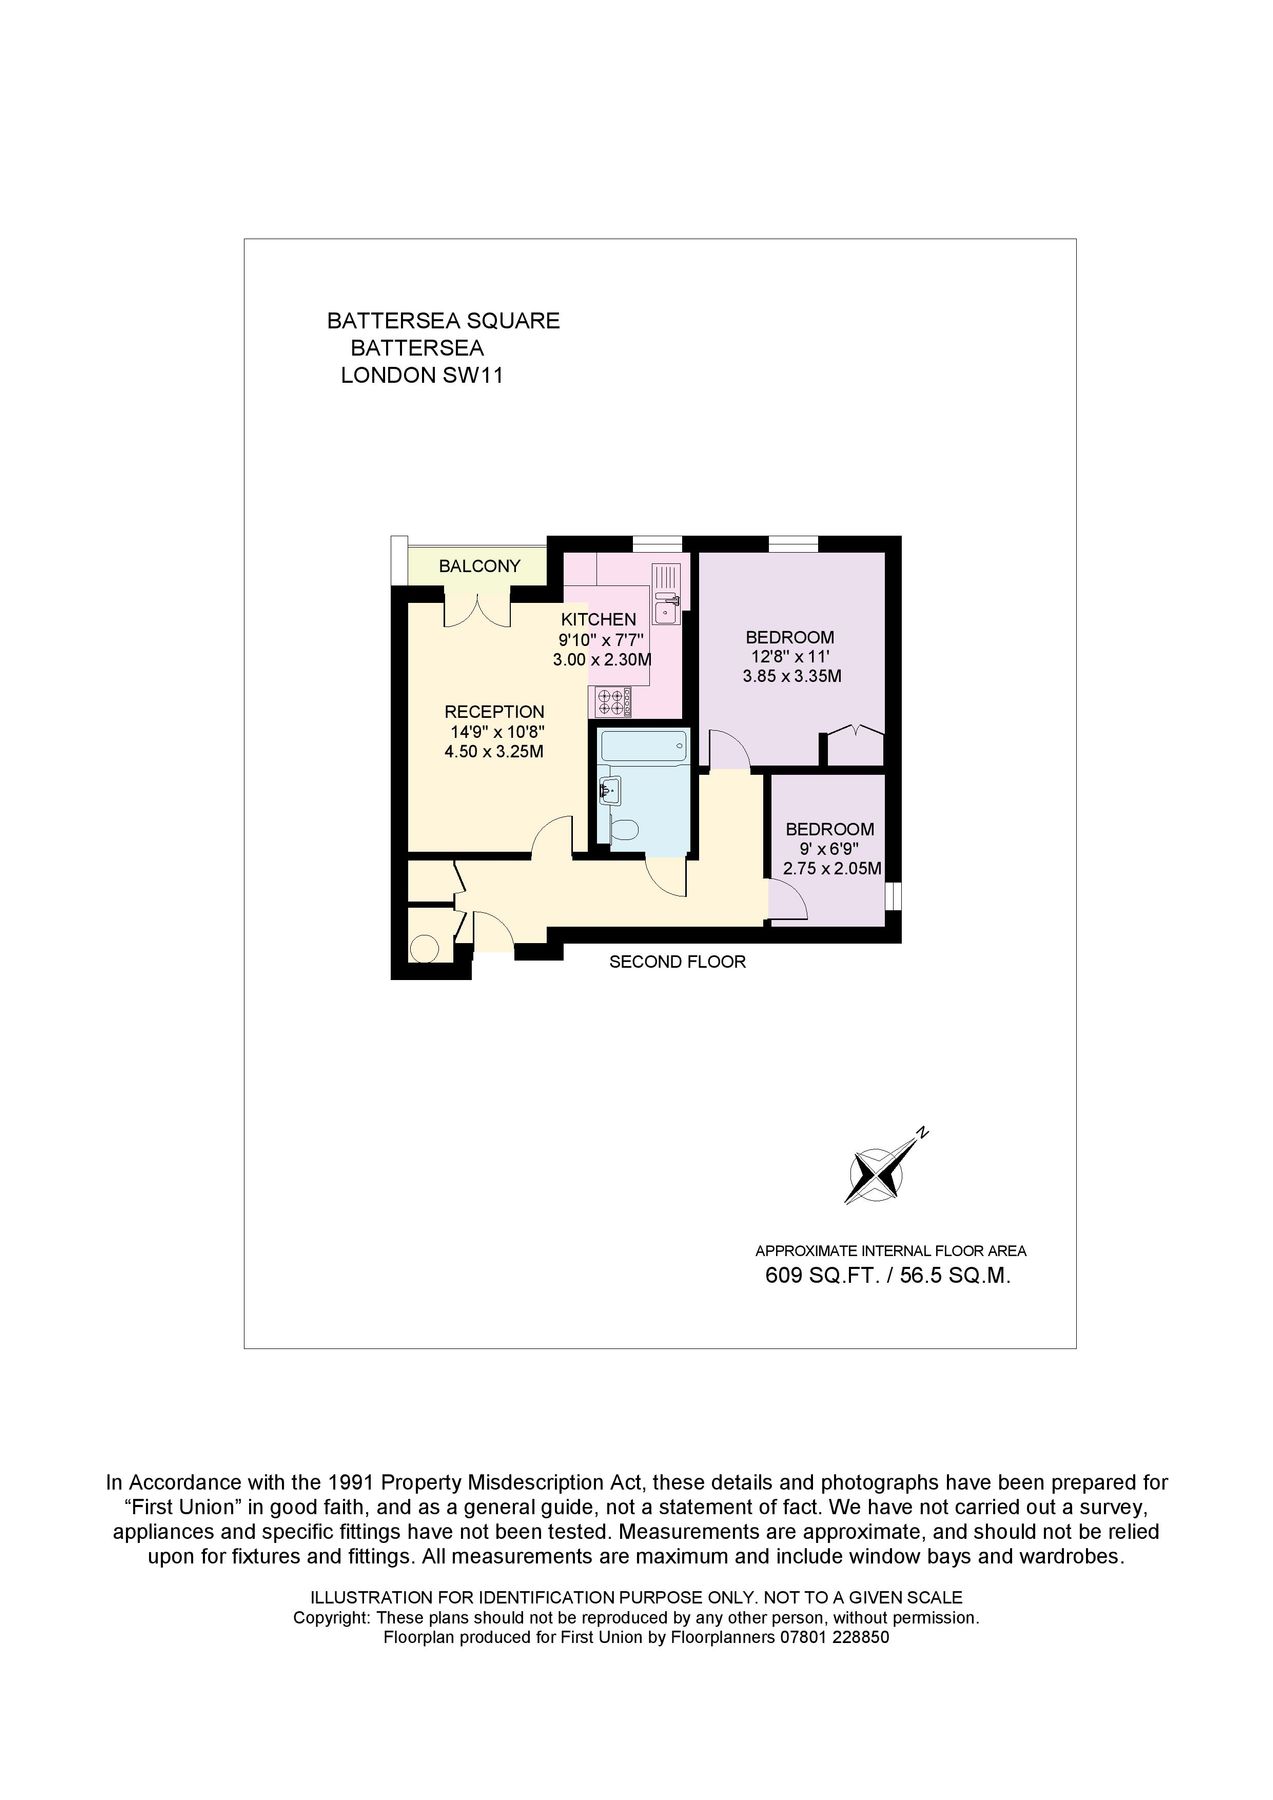 BATTERSEA SQUARE
BATTERSEA
LONDON SW11
BALCONY
KITCHEN
9'10" x 7'7"
3.00 x 2.30M
BEDROOM
12'8" x 11'
3.85 x 3.35M
RECEPTION
14'9" x 10'8"
4.50 x 3.25M
BEDROOM
9' x 6'9"
2.75 x 2.05M
SECOND FLOOR
N
APPROXIMATE INTERNAL FLOOR AREA
609 SQ.FT. / 56.5 SQ.M.
In Accordance with the 1991 Property Misdescription Act, these details and photographs have been prepared for
“First Union” in good faith, and as a general guide, not a statement of fact. We have not carried out a survey,
appliances and specific fittings have not been tested. Measurements are approximate, and should not be relied
upon for fixtures and fittings. All measurements are maximum and include window bays and wardrobes.
ILLUSTRATION FOR IDENTIFICATION PURPOSE ONLY. NOT TO A GIVEN SCALE
Copyright: These plans should not be reproduced by any other person, without permission.
Floorplan produced for First Union by Floorplanners 07801 228850